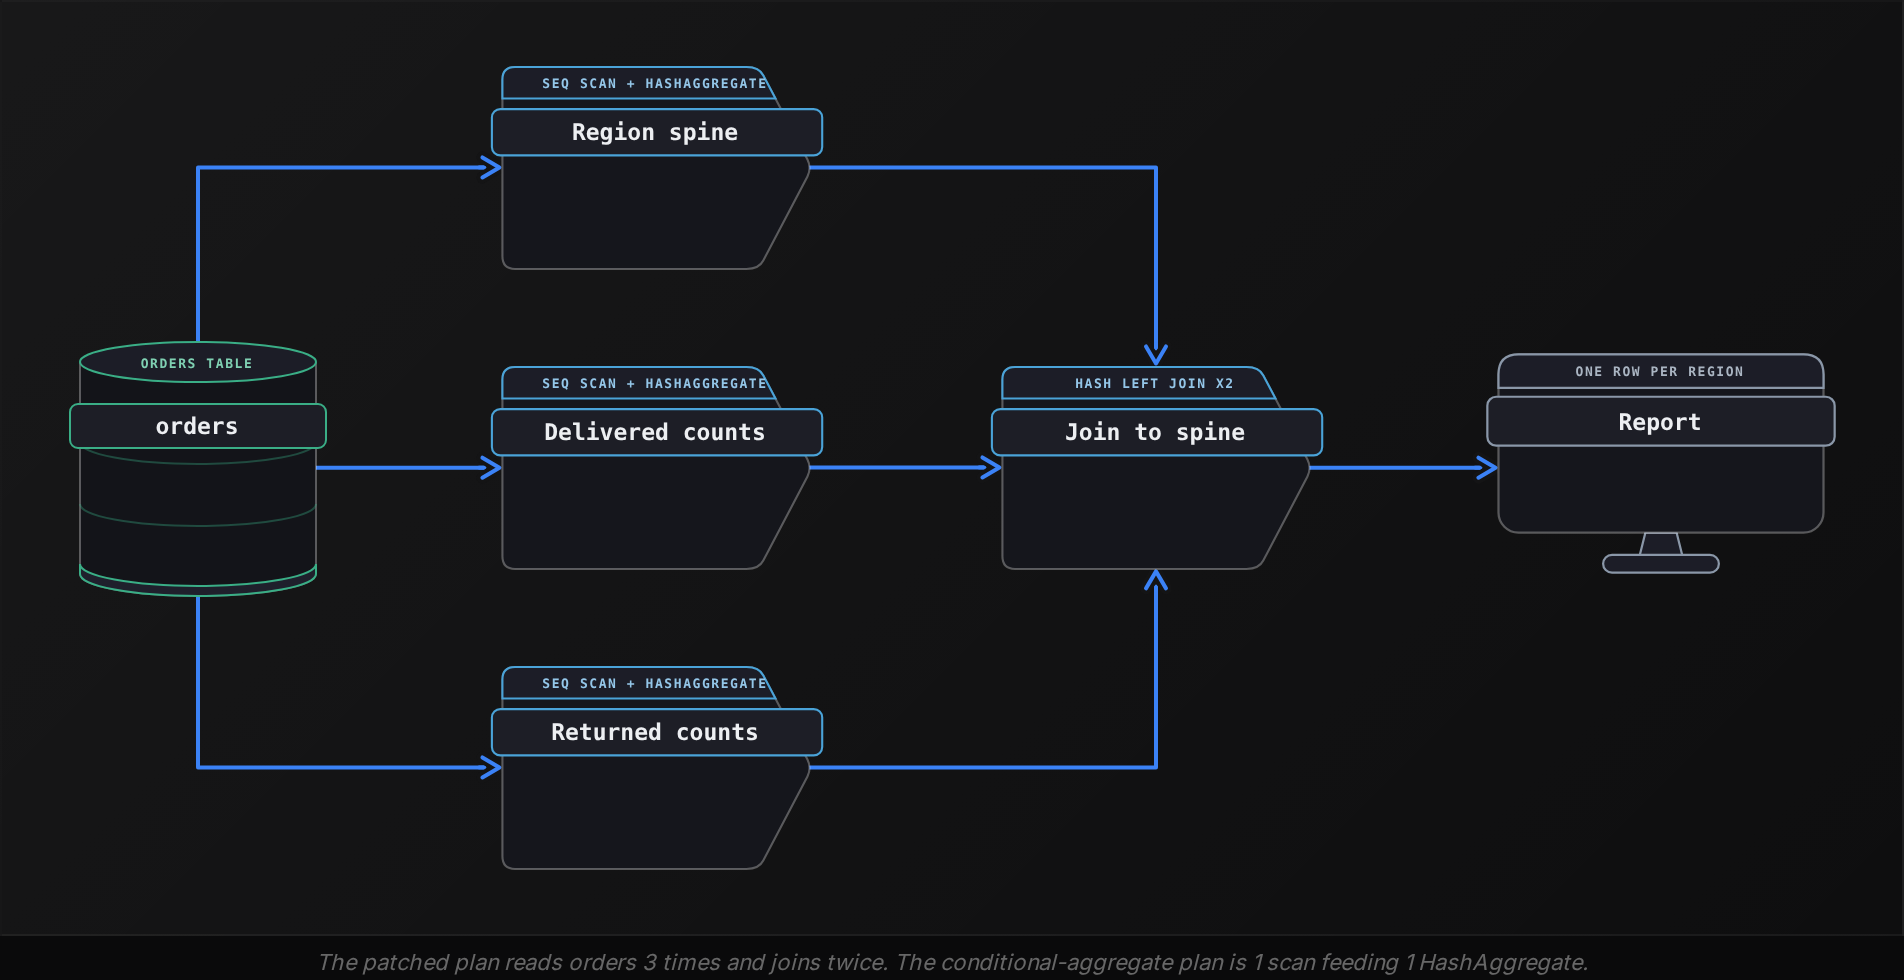 SEQ SCAN + HASHAGGREGATE
Region spine
ORDERS TABLE
orders
SEQ SCAN + HASHAGGREGATE
Delivered counts
HASH LEFT JOIN X2
Join to spine
ONE ROW PER REGION
Report
SEQ SCAN + HASHAGGREGATE
Returned counts
The patched plan reads orders 3 times and joins twice. The conditional-aggregate plan is 1 scan feeding 1 HashAggregate.